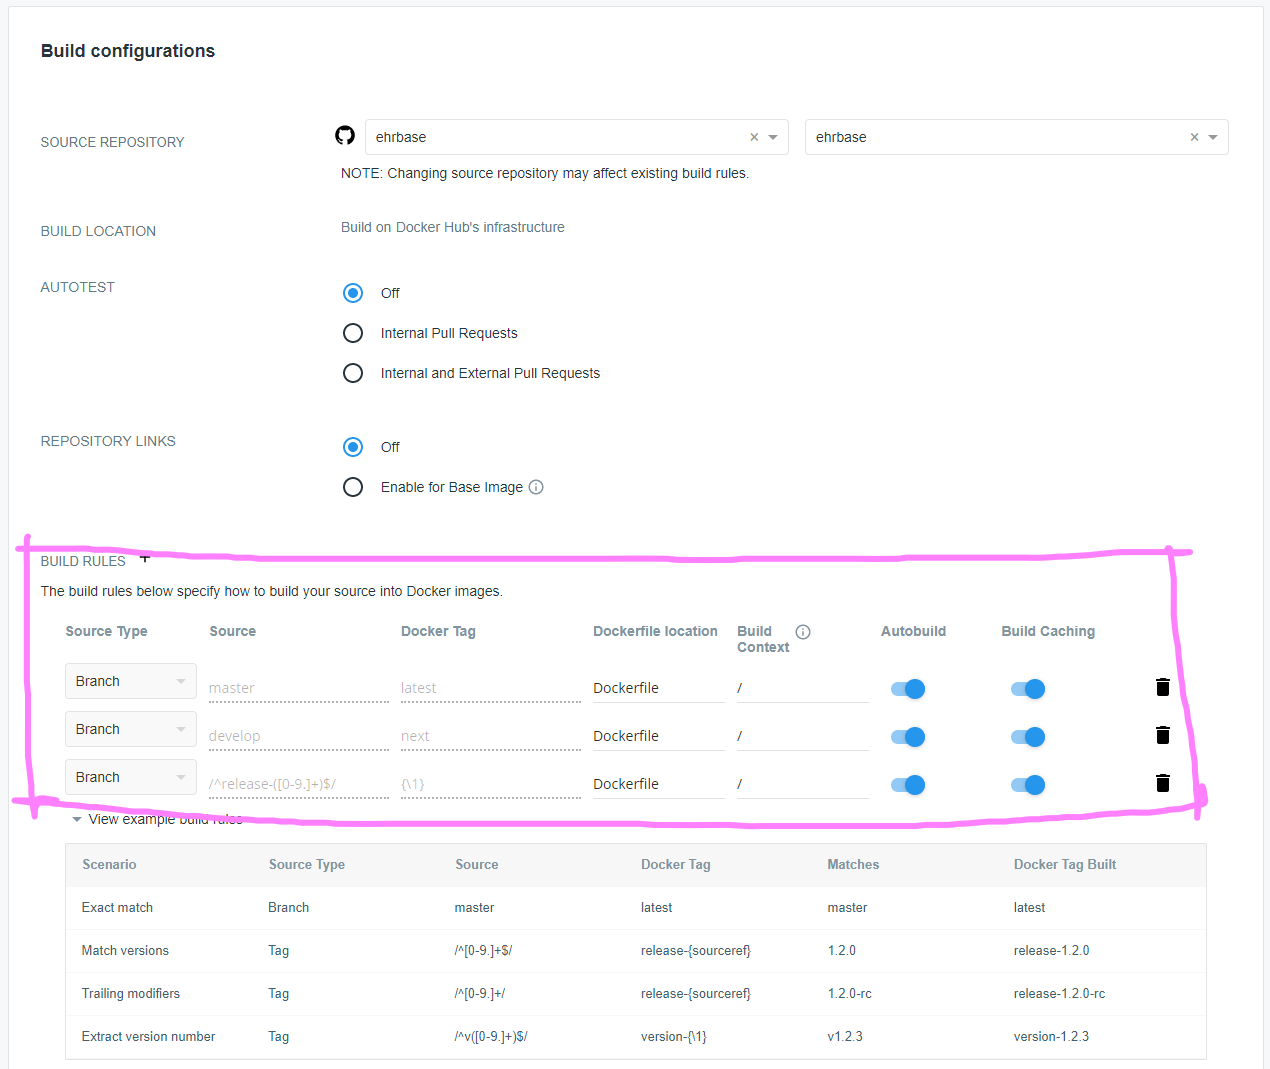 Build configurations
SOURCE REPOSITORY ehrbase × ehrbase ×
NOTE: Changing source repository may affect existing build rules.
BUILD LOCATION Build on Docker Hub's infrastructure
AUTOTEST Off
Internal Pull Requests
Internal and External Pull Requests
REPOSITORY LINKS Off
Enable for Base Image
BUILD RULES +
The build rules below specify how to build your source into Docker images.
Source Type Source Docker Tag Dockerfile location Build Context Autobuild Build Caching
Branch master latest Dockerfile /
Branch develop next Dockerfile /
Branch /^release-([0-9.]+)$/ {\1} Dockerfile /
View example build rules
Scenario Source Type Source Docker Tag Matches Docker Tag Built
Exact match Branch master latest master latest
Match versions Tag /^[0-9.]+$/ release-{sourceref} 1.2.0 release-1.2.0
Trailing modifiers Tag /^[0-9.]+/ release-{sourceref} 1.2.0-rc release-1.2.0-rc
Extract version number Tag /^v([0-9.]+)$/ version-{\1} v1.2.3 version-1.2.3